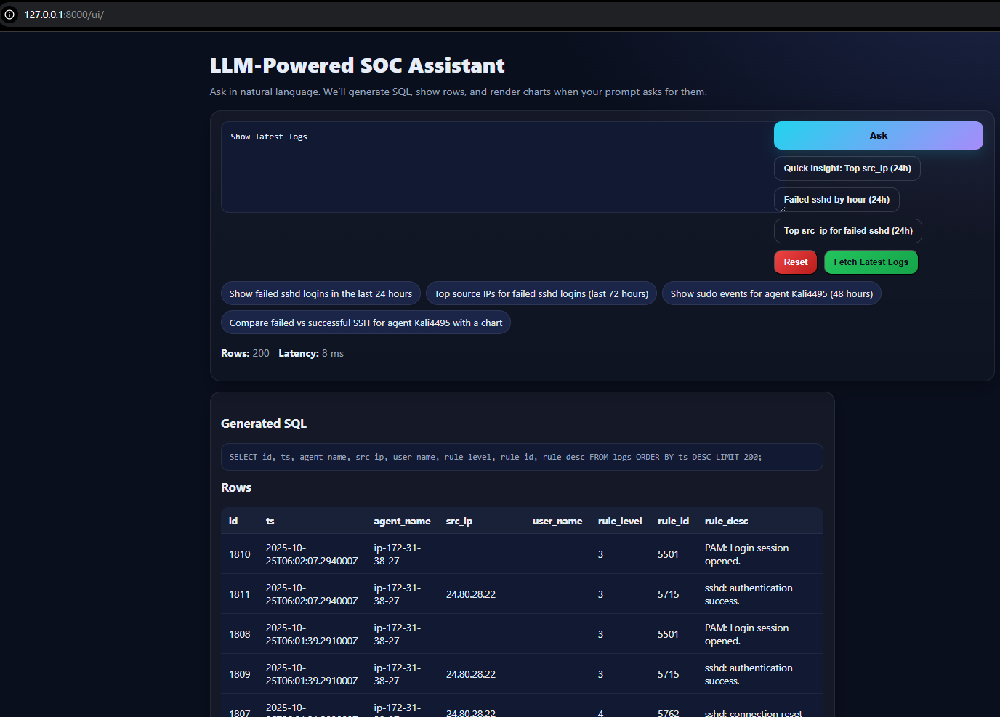 127.0.0.1:8000/ui/
LLM-Powered SOC Assistant
Ask in natural language. We’ll generate SQL, show rows, and render charts when your prompt asks for them.
Show latest logs
Ask
Quick Insight: Top src_ip (24h)
Failed sshd by hour (24h)
Top src_ip for failed sshd (24h)
Reset Fetch Latest Logs
Show failed sshd logins in the last 24 hours Top source IPs for failed sshd logins (last 72 hours) Show sudo events for agent Kali4495 (48 hours)
Compare failed vs successful SSH for agent Kali4495 with a chart
Rows: 200 Latency: 8 ms
Generated SQL
SELECT id, ts, agent_name, src_ip, user_name, rule_level, rule_id, rule_desc FROM logs ORDER BY ts DESC LIMIT 200;
Rows
id ts agent_name src_ip user_name rule_level rule_id rule_desc
2025-10- ip-172-31- PAM: Login session
1810 3 5501
25T06:02:07.294000Z 38-27 opened.
2025-10- ip-172-31- sshd: authentication
1811 24.80.28.22 3 5715
25T06:02:07.294000Z 38-27 success.
2025-10- ip-172-31- PAM: Login session
1808 3 5501
25T06:01:39.291000Z 38-27 opened.
2025-10- ip-172-31- sshd: authentication
1809 24.80.28.22 3 5715
25T06:01:39.291000Z 38-27 success.
2025-10- ip-172-31-
1807 24.80.28.22 4 5762 sshd: connection reset